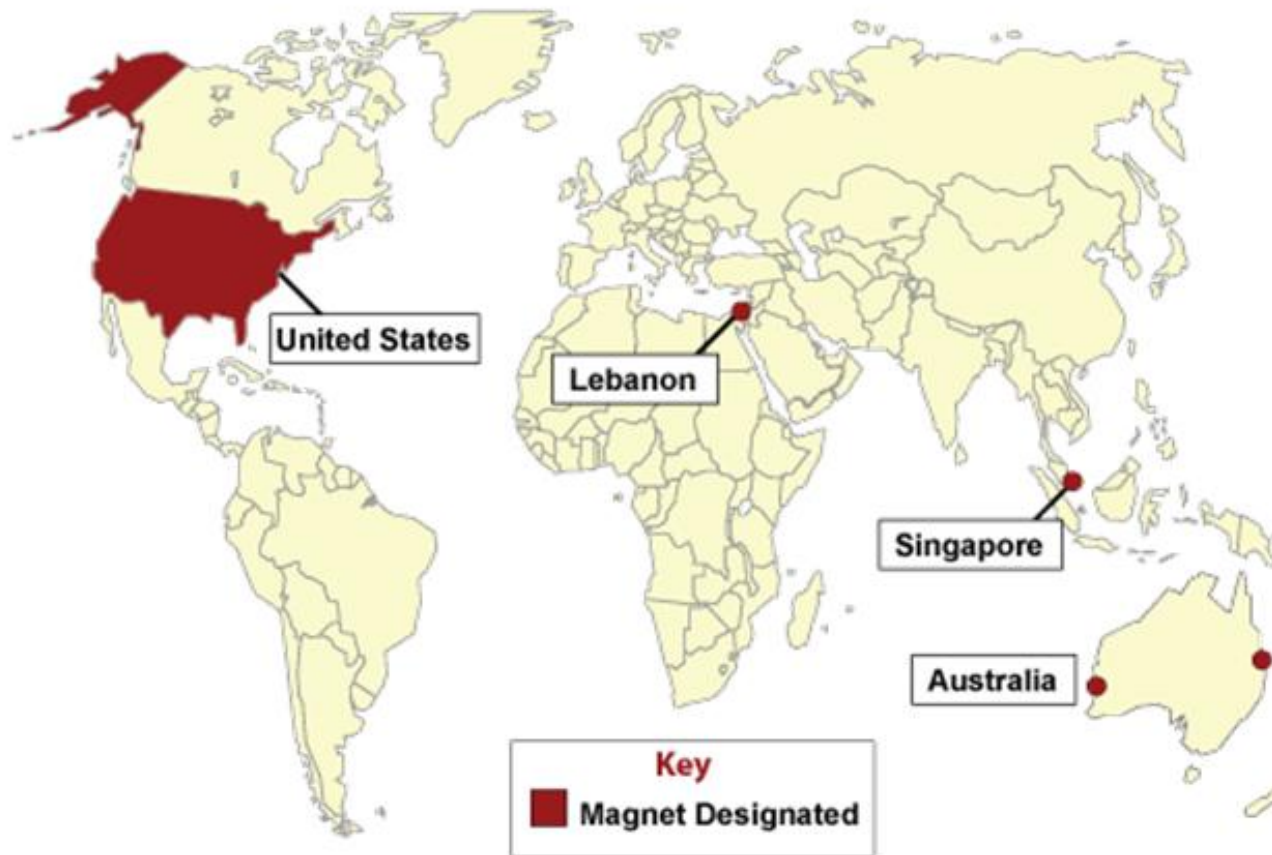 United States
Lebanon
Singapore
Australia
Key
Magnet Designated